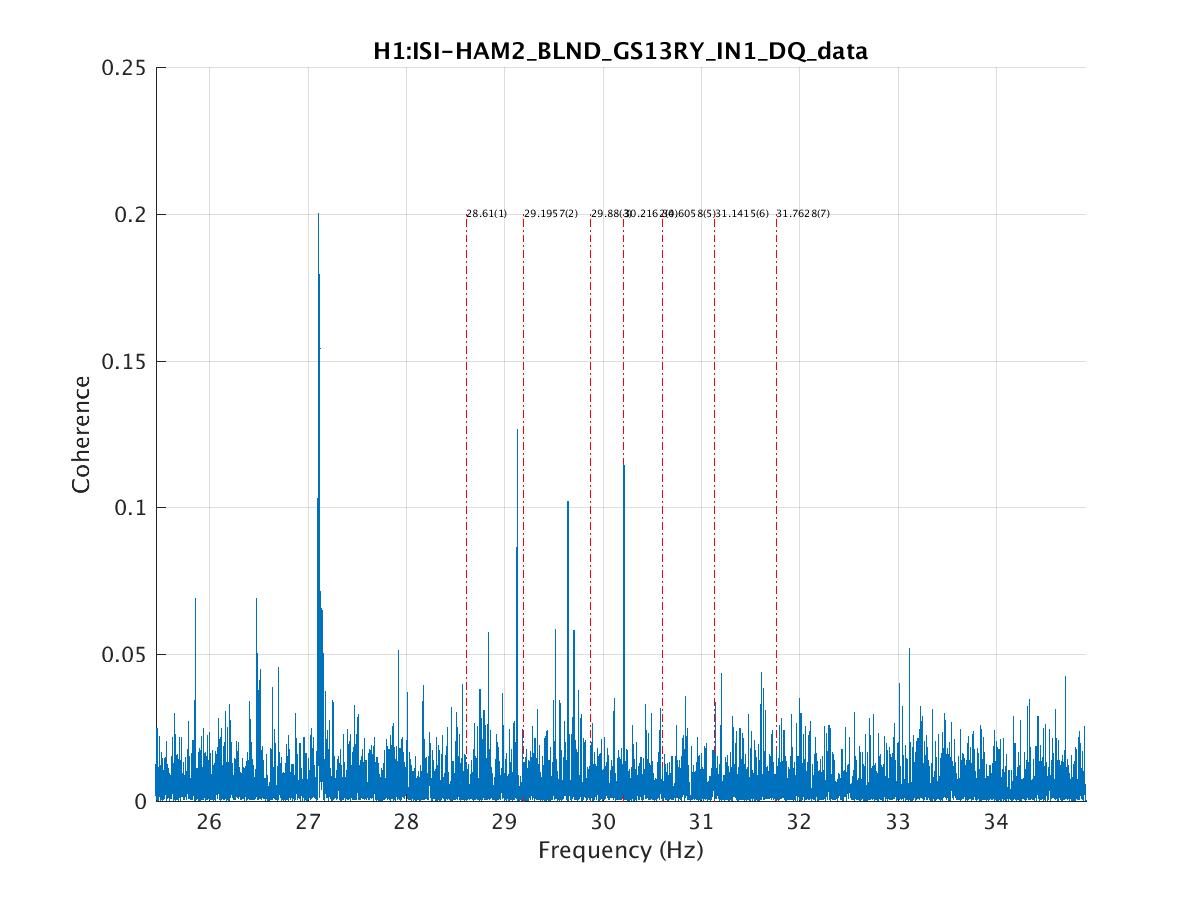 H1:ISI-HAM2_BLND_GS13RY_IN1_DQ_data
0.25
0.2
0.15
0.1
0.05
0
Coherence
28.61(1) 29.1957(2) 29.88(3) 30.2162(4) 30.6058(5) 31.1415(6) 31.7628(7)
26 27 28 29 30 31 32 33 34
Frequency (Hz)